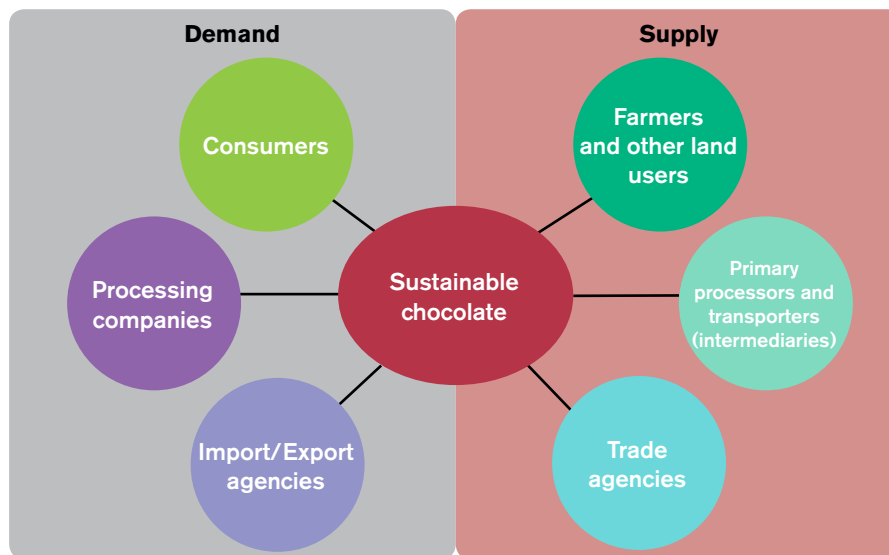 Demand
Supply
Consumers
Farmers
and other land
users
Processing
companies
Sustainable
chocolate
Primary
processors and
transporters
(intermediaries)
Import/Export
agencies
Trade
agencies